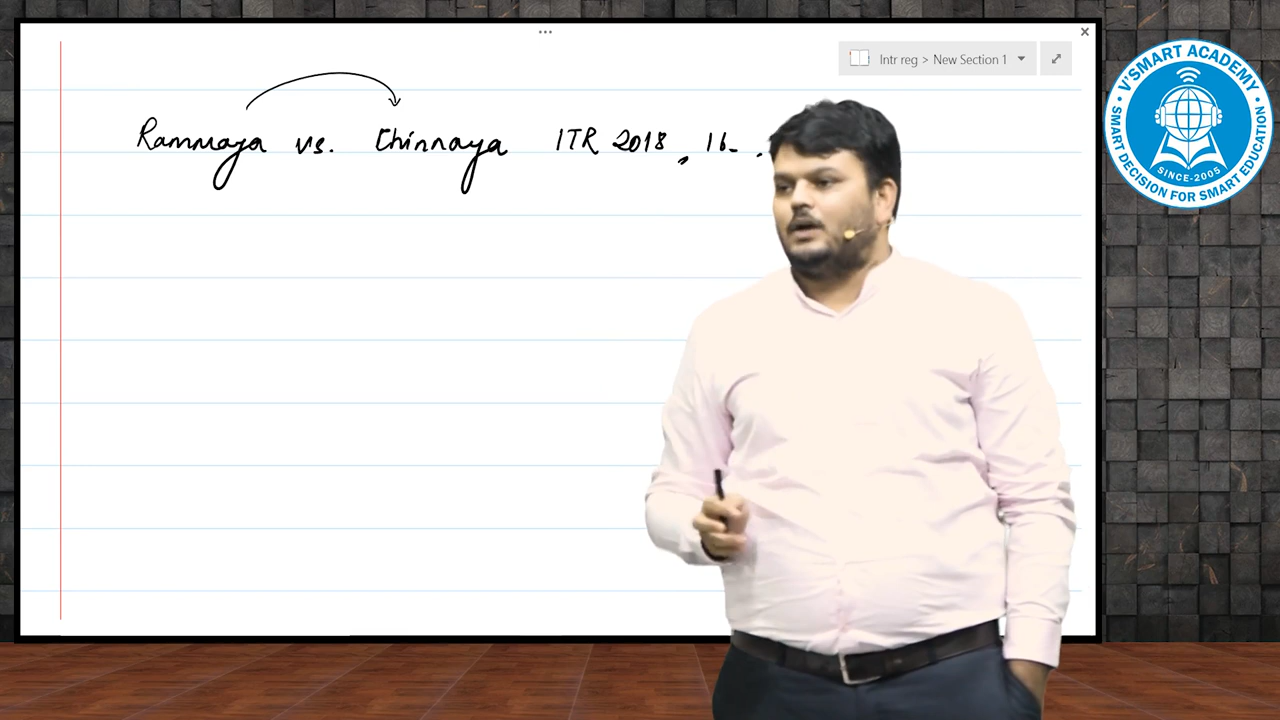 Intr reg > New Section 1
Rammaya vs. Chinnaya ITR 2018, 16- .
V'SMART ACADEMY
SINCE-2005
SMART DECISION FOR SMART EDUCATION